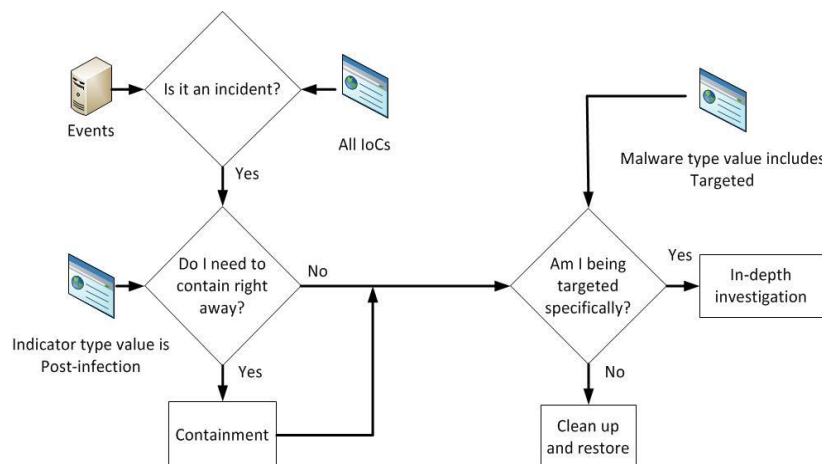 Is it an incident?
Events
All IoCs
Yes
Malware type value includes
Targeted
Do I need to
contain right
away?
No
Indicator type value is
Post-infection
Yes
Containment
Am I being
targeted
specifically?
Yes
In-depth
investigation
No
Clean up
and restore